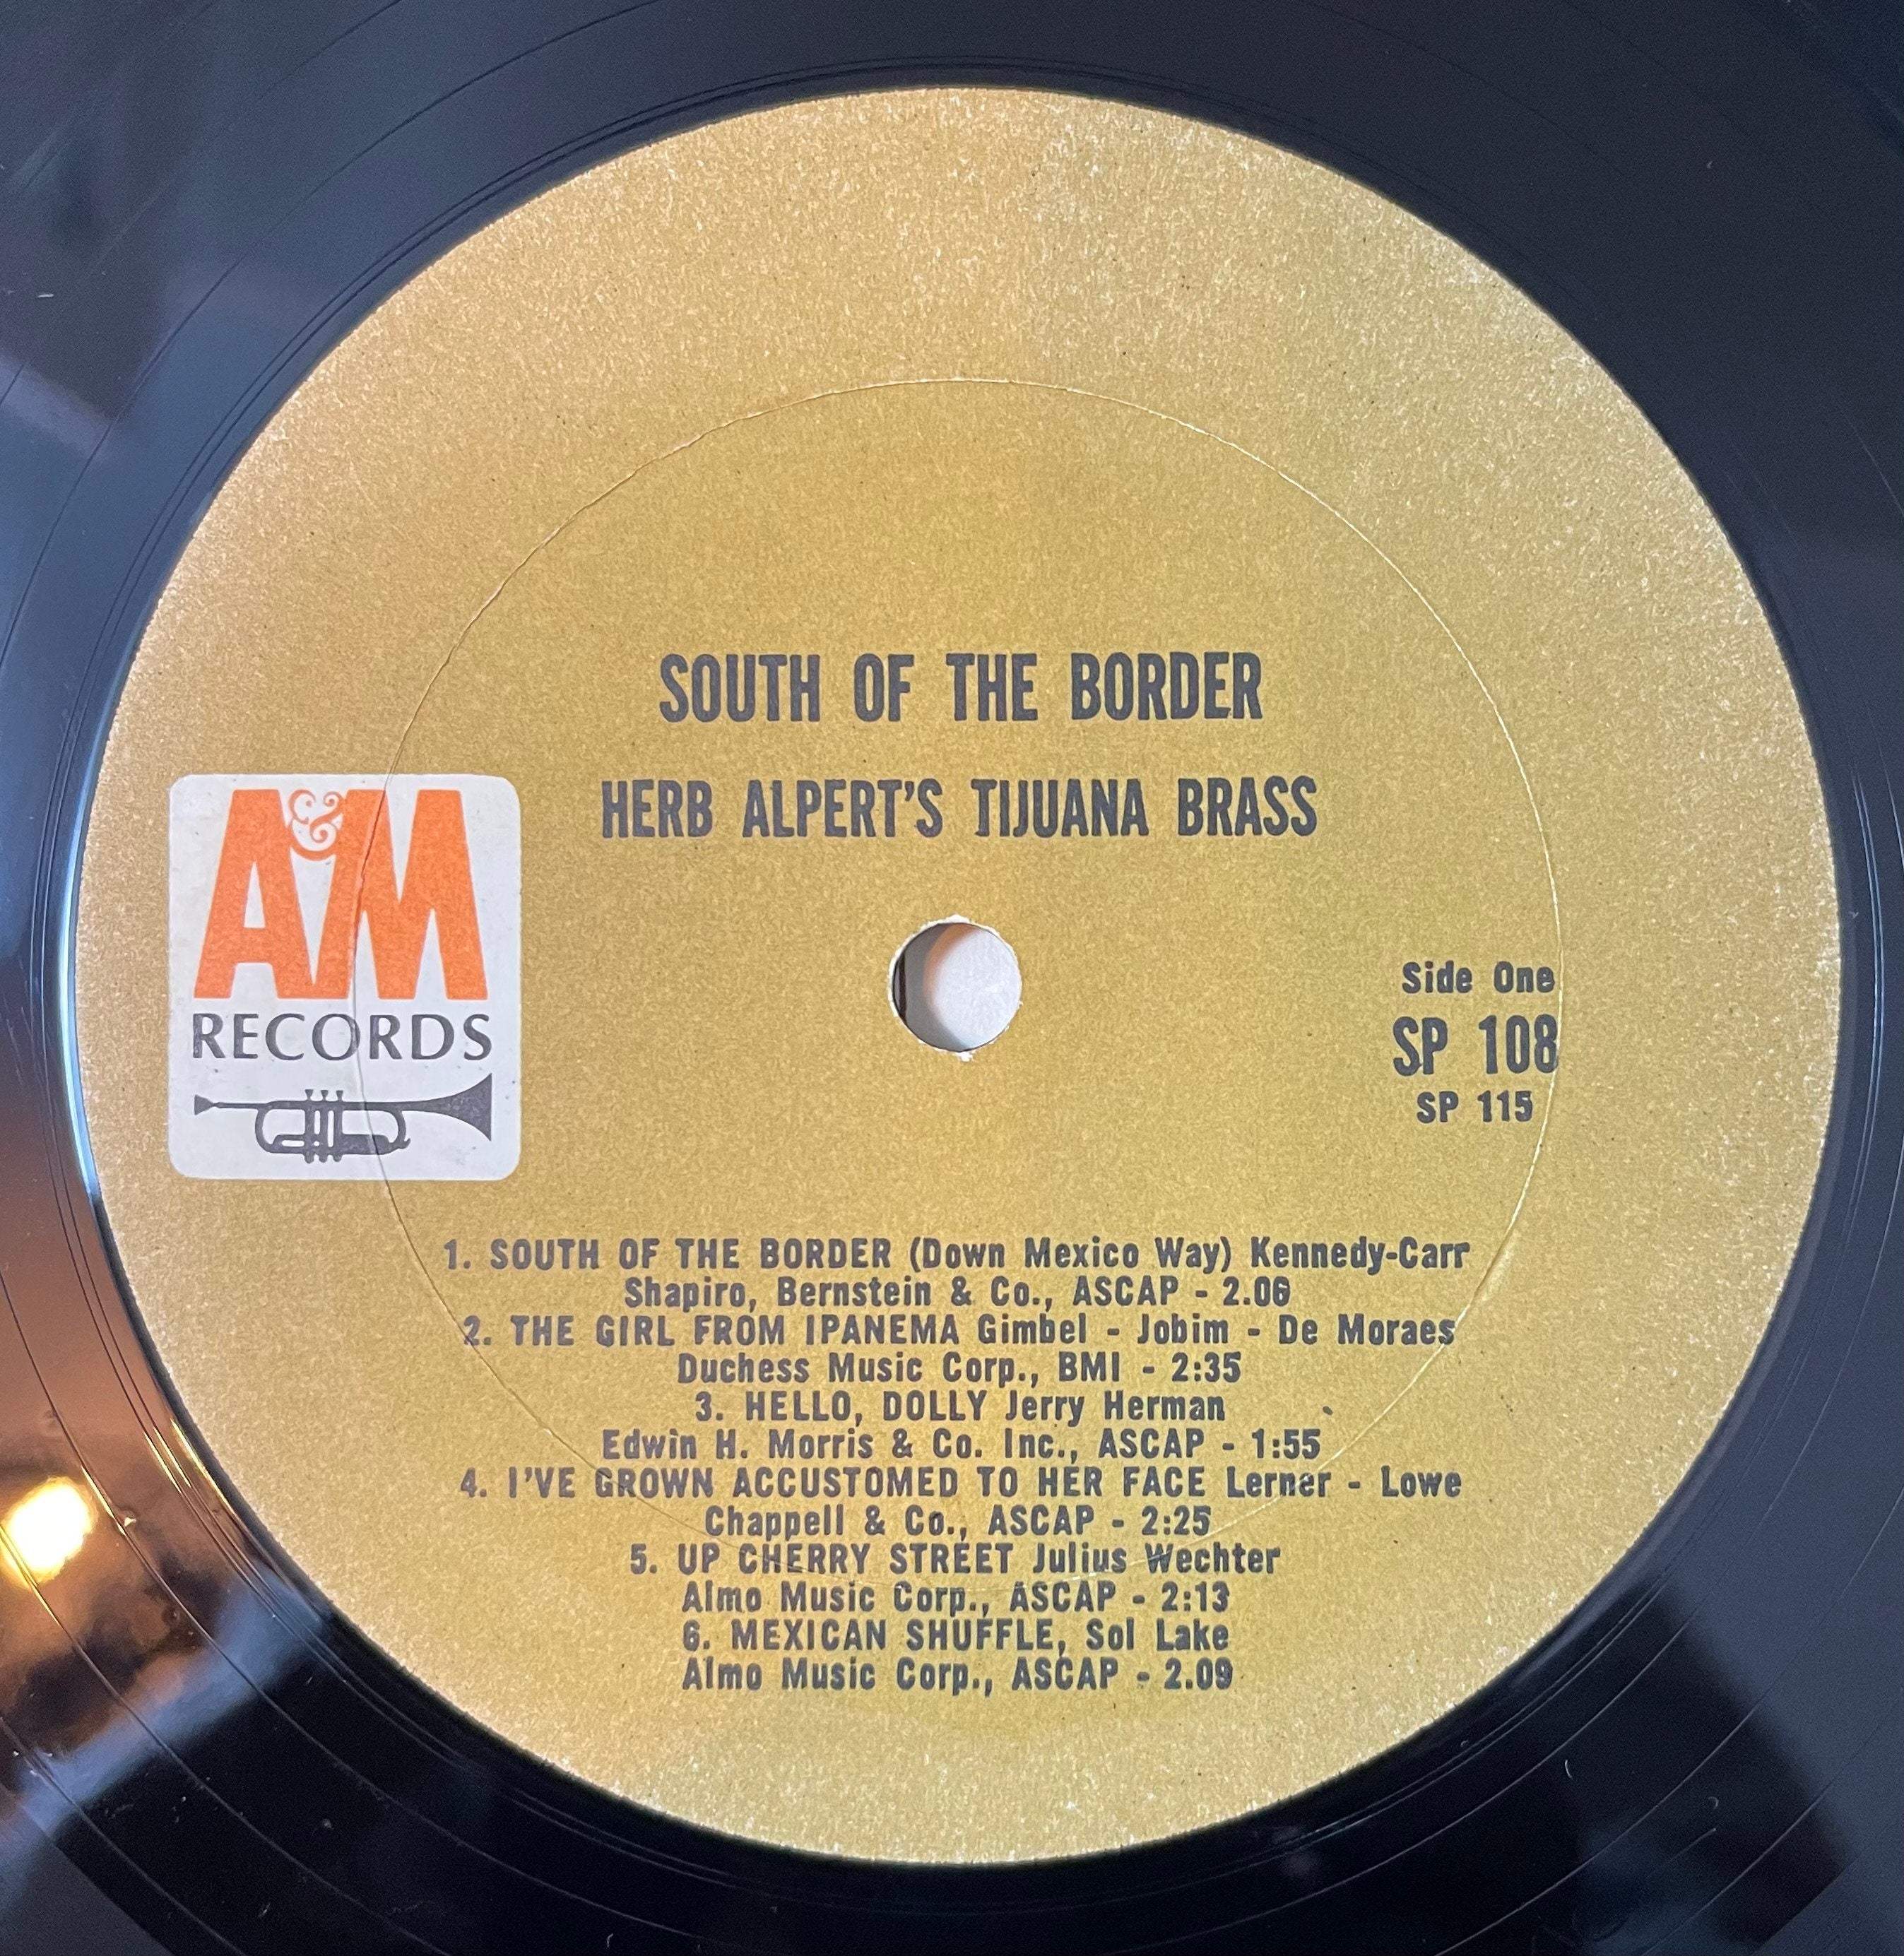 SOUTH OF THE BORDER
HERB ALPERT'S TIJUANA BRASS
A&M
RECORDS
Side One
SP 108
SP 115
1. SOUTH OF THE BORDER (Down Mexico Way) Kennedy-Carr
Shapiro, Bernstein & Co., ASCAP - 2.06
2. THE GIRL FROM IPANEMA Gimbel - Jobim - De Moraes
Duchess Music Corp., BMI - 2:35
3. HELLO, DOLLY Jerry Herman
Edwin H. Morris & Co. Inc., ASCAP - 1:55
4. I'VE GROWN ACCUSTOMED TO HER FACE Lerner - Lowe
Chappell & Co., ASCAP - 2:25
5. UP CHERRY STREET Julius Wechter
Almo Music Corp., ASCAP - 2:13
6. MEXICAN SHUFFLE, Sol Lake
Almo Music Corp., ASCAP - 2.09